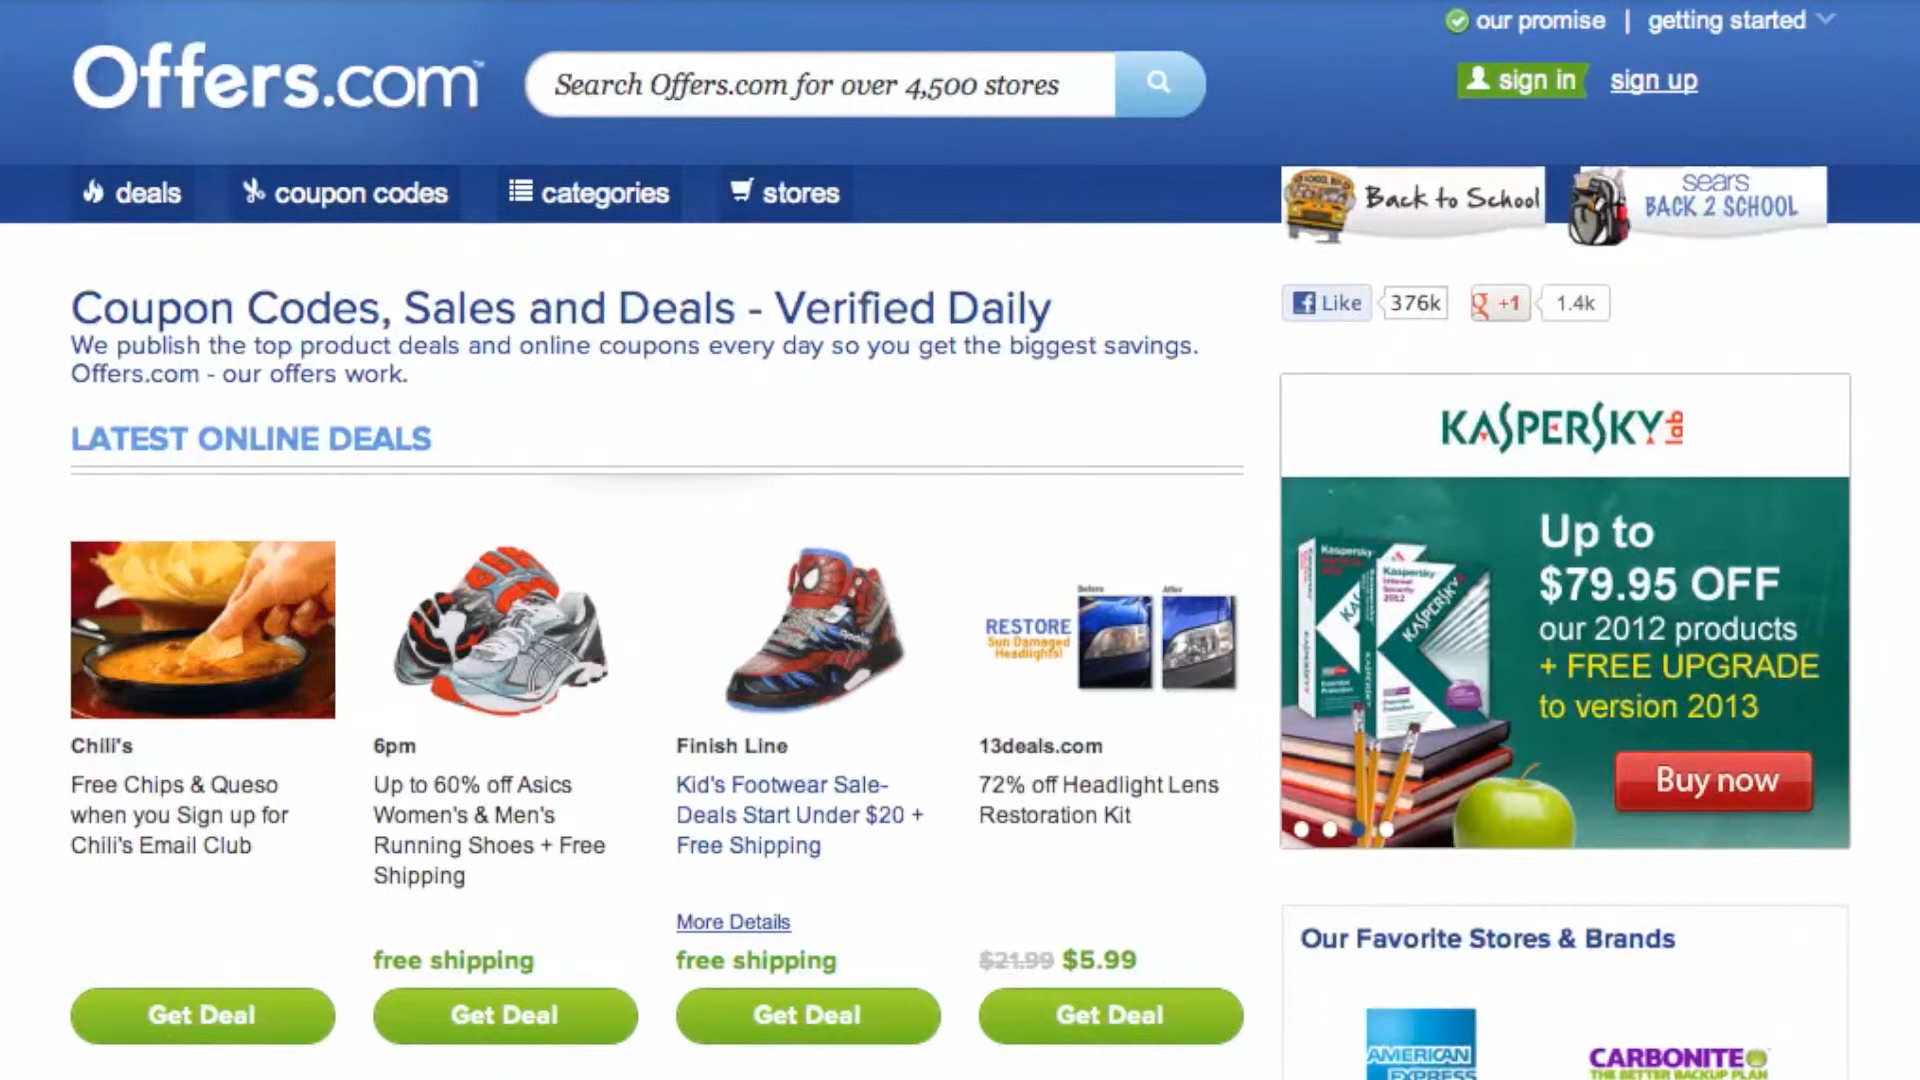 our promise | getting started
Offers.com™
Search Offers.com for over 4,500 stores
sign in
sign up
deals
coupon codes
categories
stores
Back to School
sears
BACK 2 SCHOOL
Coupon Codes, Sales and Deals - Verified Daily
We publish the top product deals and online coupons every day so you get the biggest savings.
Offers.com - our offers work.
Like
376k
+1
1.4k
LATEST ONLINE DEALS
RESTORE
Sun Damaged
Headlights!
Before
After
Chili's
Free Chips & Queso
when you Sign up for
Chili's Email Club
Get Deal
6pm
Up to 60% off Asics
Women's & Men's
Running Shoes + Free
Shipping
free shipping
Get Deal
Finish Line
Kid's Footwear Sale-
Deals Start Under $20 +
Free Shipping
More Details
free shipping
Get Deal
13deals.com
72% off Headlight Lens
Restoration Kit
$21.99 $5.99
Get Deal
KASPERSKY lab
Kaspersky
Kaspersky
Internet
Security
2012
KASPERSKY
Up to
$79.95 OFF
our 2012 products
+ FREE UPGRADE
to version 2013
Buy now
Our Favorite Stores & Brands
AMERICAN
EXPRESS
CARBONITE
THE BETTER BACKUP PLAN